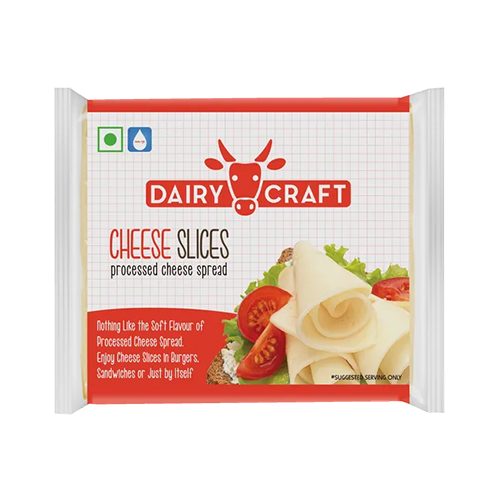 DAIRY CRAFT
CHEESE SLICES
processed cheese spread
Nothing Like the Soft Flavour of
Processed Cheese Spread.
Enjoy Cheese Slices in Burgers,
Sandwiches or Just by Itself
*SUGGESTED SERVING ONLY